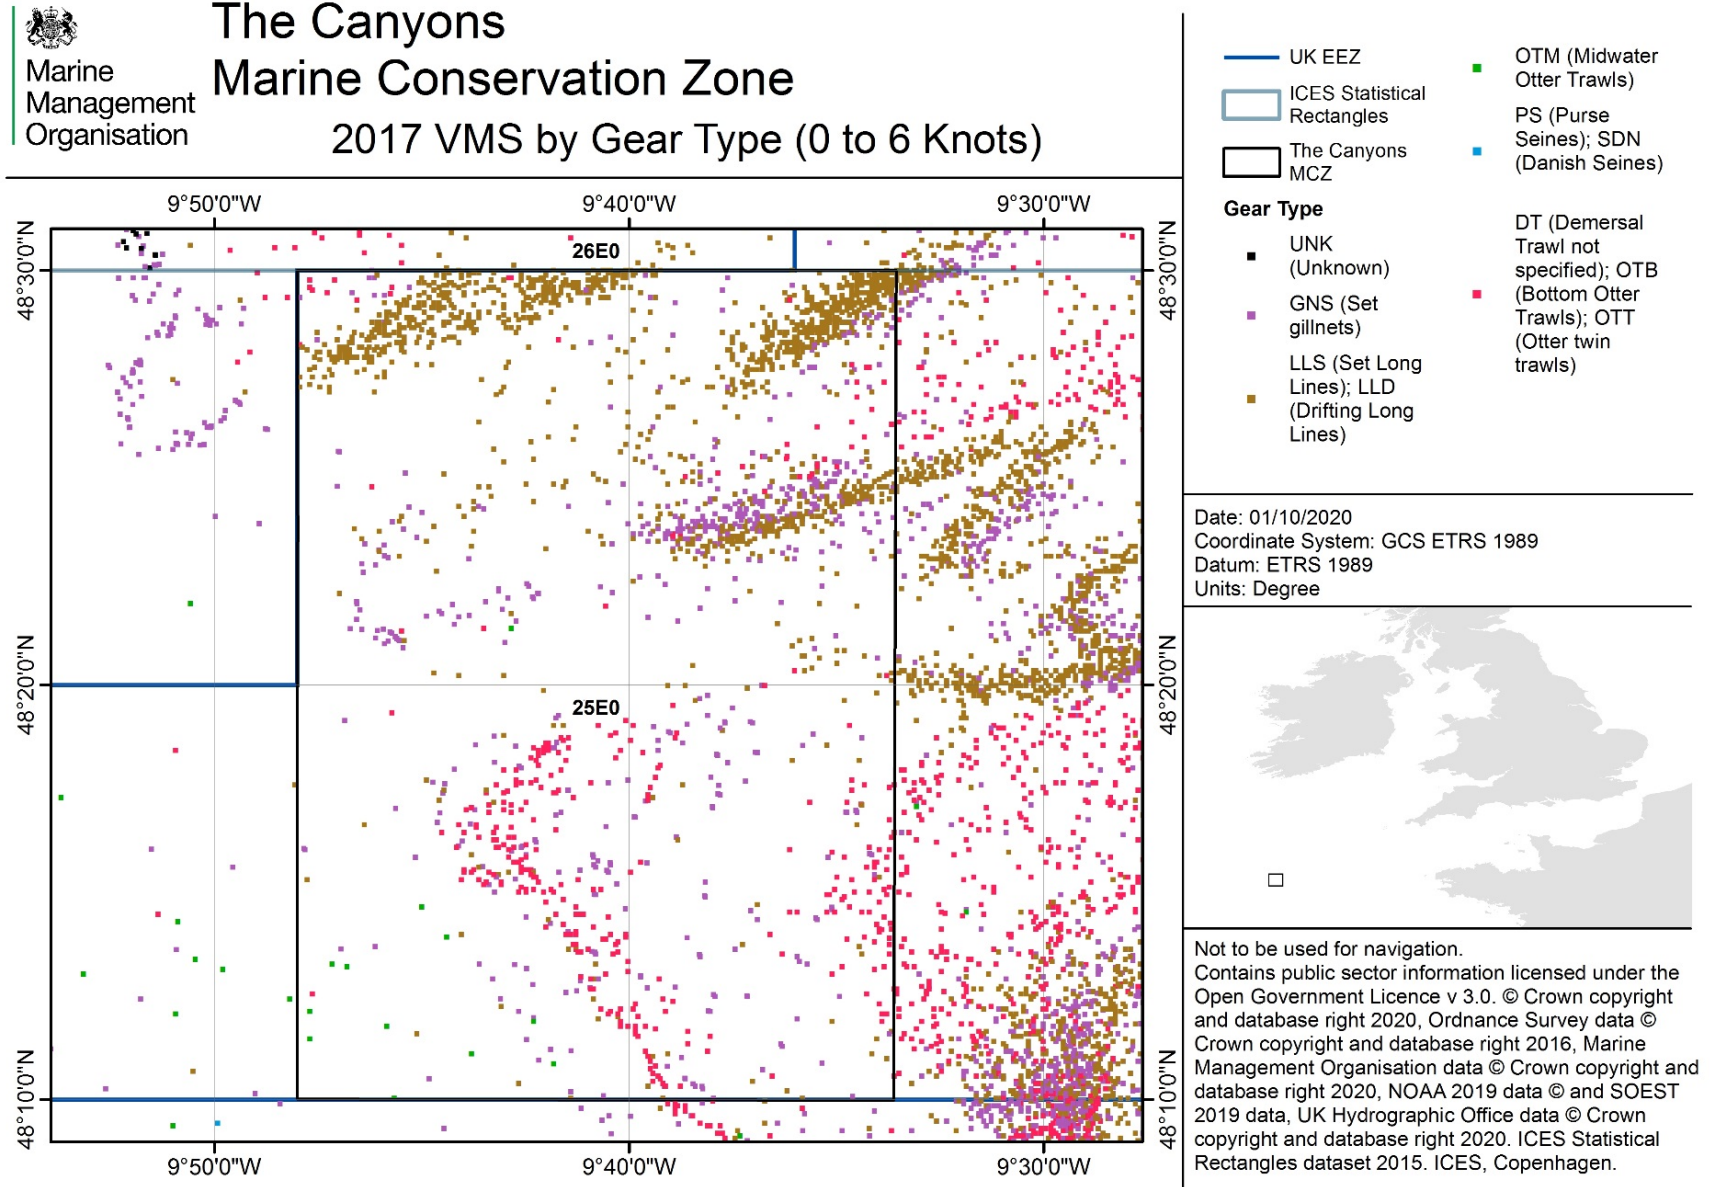 The Canyons
Marine Conservation Zone
2017 VMS by Gear Type (0 to 6 Knots)
Marine
Management
Organisation
9°50'0"W
9°40'0"W
9°30'0"W
48°30'0"N
48°30'0"N
26E0
48°20'0"N
48°20'0"N
25E0
48°10'0"N
48°10'0"N
9°50'0"W
9°40'0"W
9°30'0"W
UK EEZ
ICES Statistical
Rectangles
The Canyons
MCZ
Gear Type
UNK
(Unknown)
GNS (Set
gillnets)
LLS (Set Long
Lines); LLD
(Drifting Long
Lines)
OTM (Midwater
Otter Trawls)
PS (Purse
Seines); SDN
(Danish Seines)
DT (Demersal
Trawl not
specified); OTB
(Bottom Otter
Trawls); OTT
(Otter twin
trawls)
Date: 01/10/2020
Coordinate System: GCS ETRS 1989
Datum: ETRS 1989
Units: Degree
Not to be used for navigation.
Contains public sector information licensed under the
Open Government Licence v 3.0. © Crown copyright
and database right 2020, Ordnance Survey data ©
Crown copyright and database right 2016, Marine
Management Organisation data © Crown copyright and
database right 2020, NOAA 2019 data © and SOEST
2019 data, UK Hydrographic Office data © Crown
copyright and database right 2020. ICES Statistical
Rectangles dataset 2015. ICES, Copenhagen.